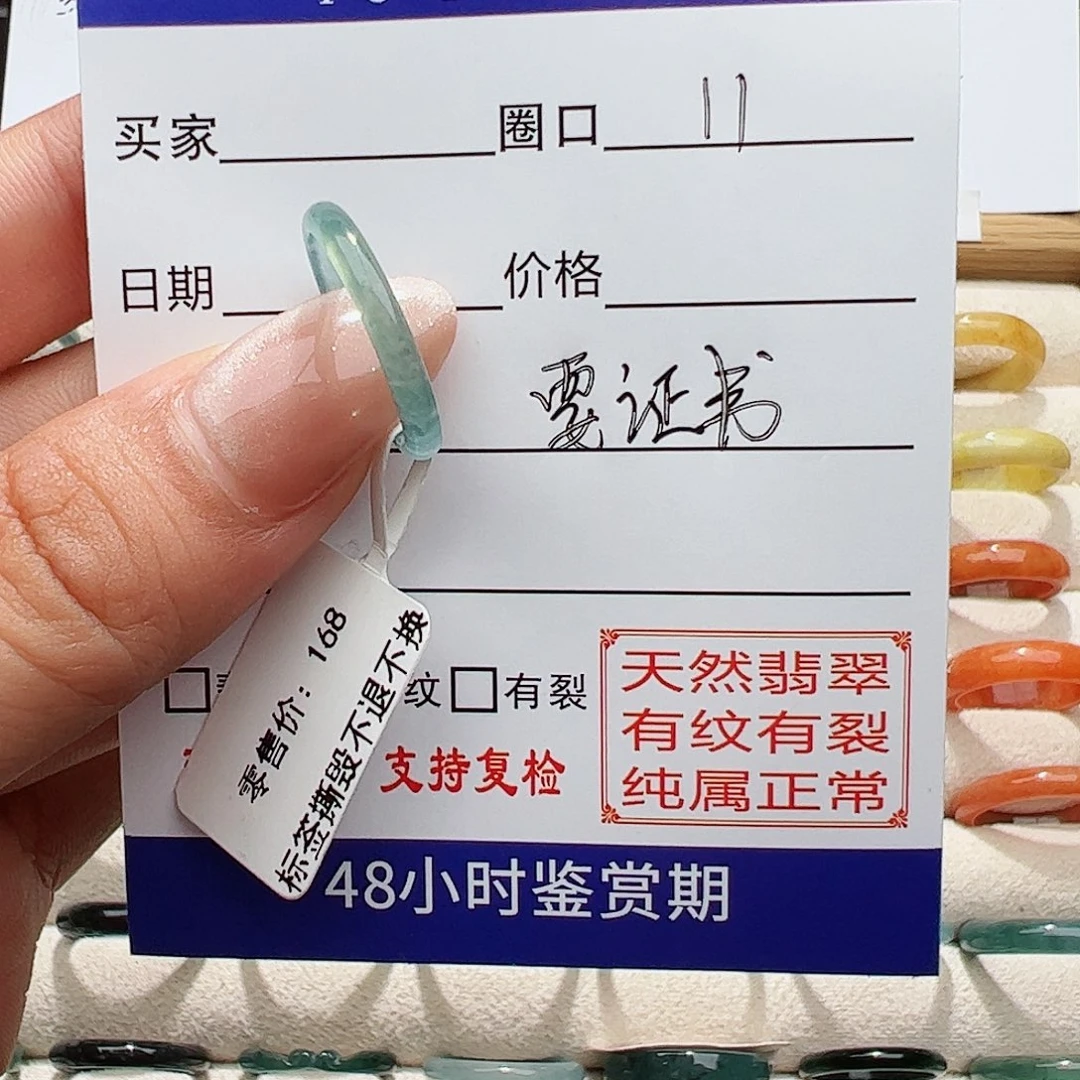 买家 圈口 11
日期 价格
要证书
纹 有裂
支持复检
天然翡翠
有纹有裂
纯属正常
零售价：168
标签撕毁不退不换
48小时鉴赏期